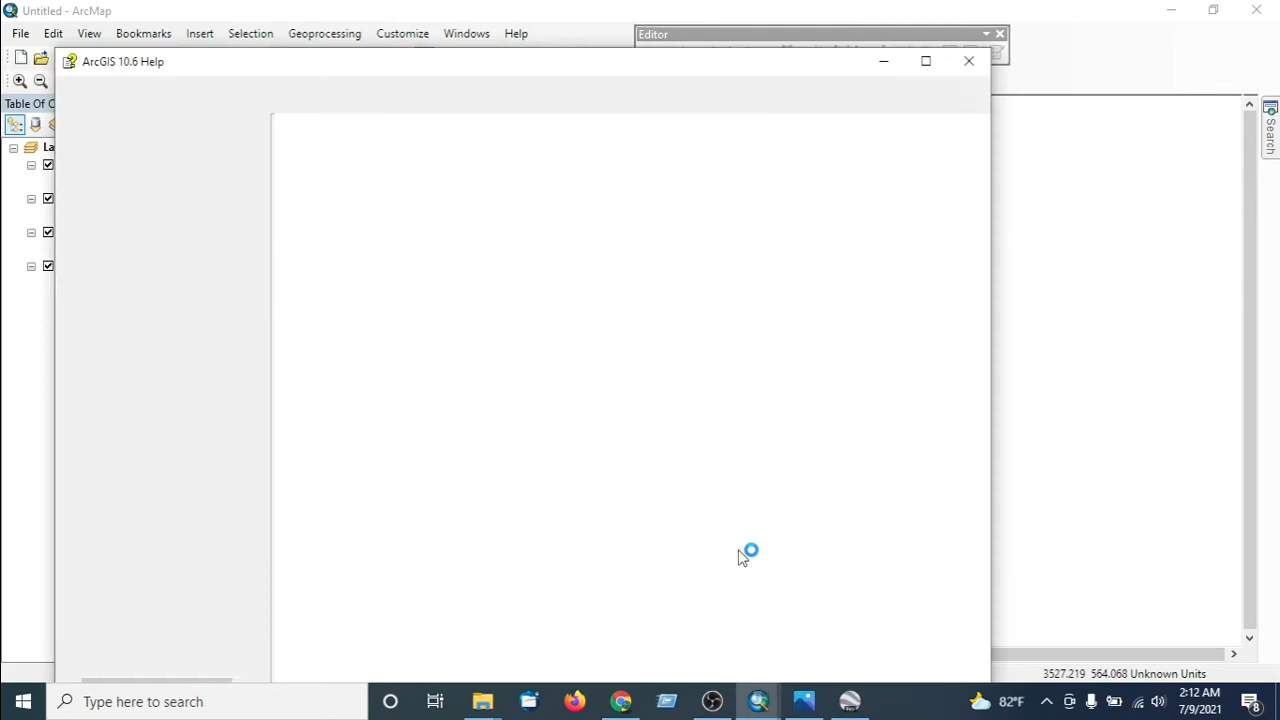 Untitled - ArcMap
File Edit View Bookmarks Insert Selection Geoprocessing Customize Windows Help
Editor
ArcGIS 10.6 Help
Table Of C
La
Search
3527.219 564.068 Unknown Units
Type here to search
82°F
2:12 AM
7/9/2021
8